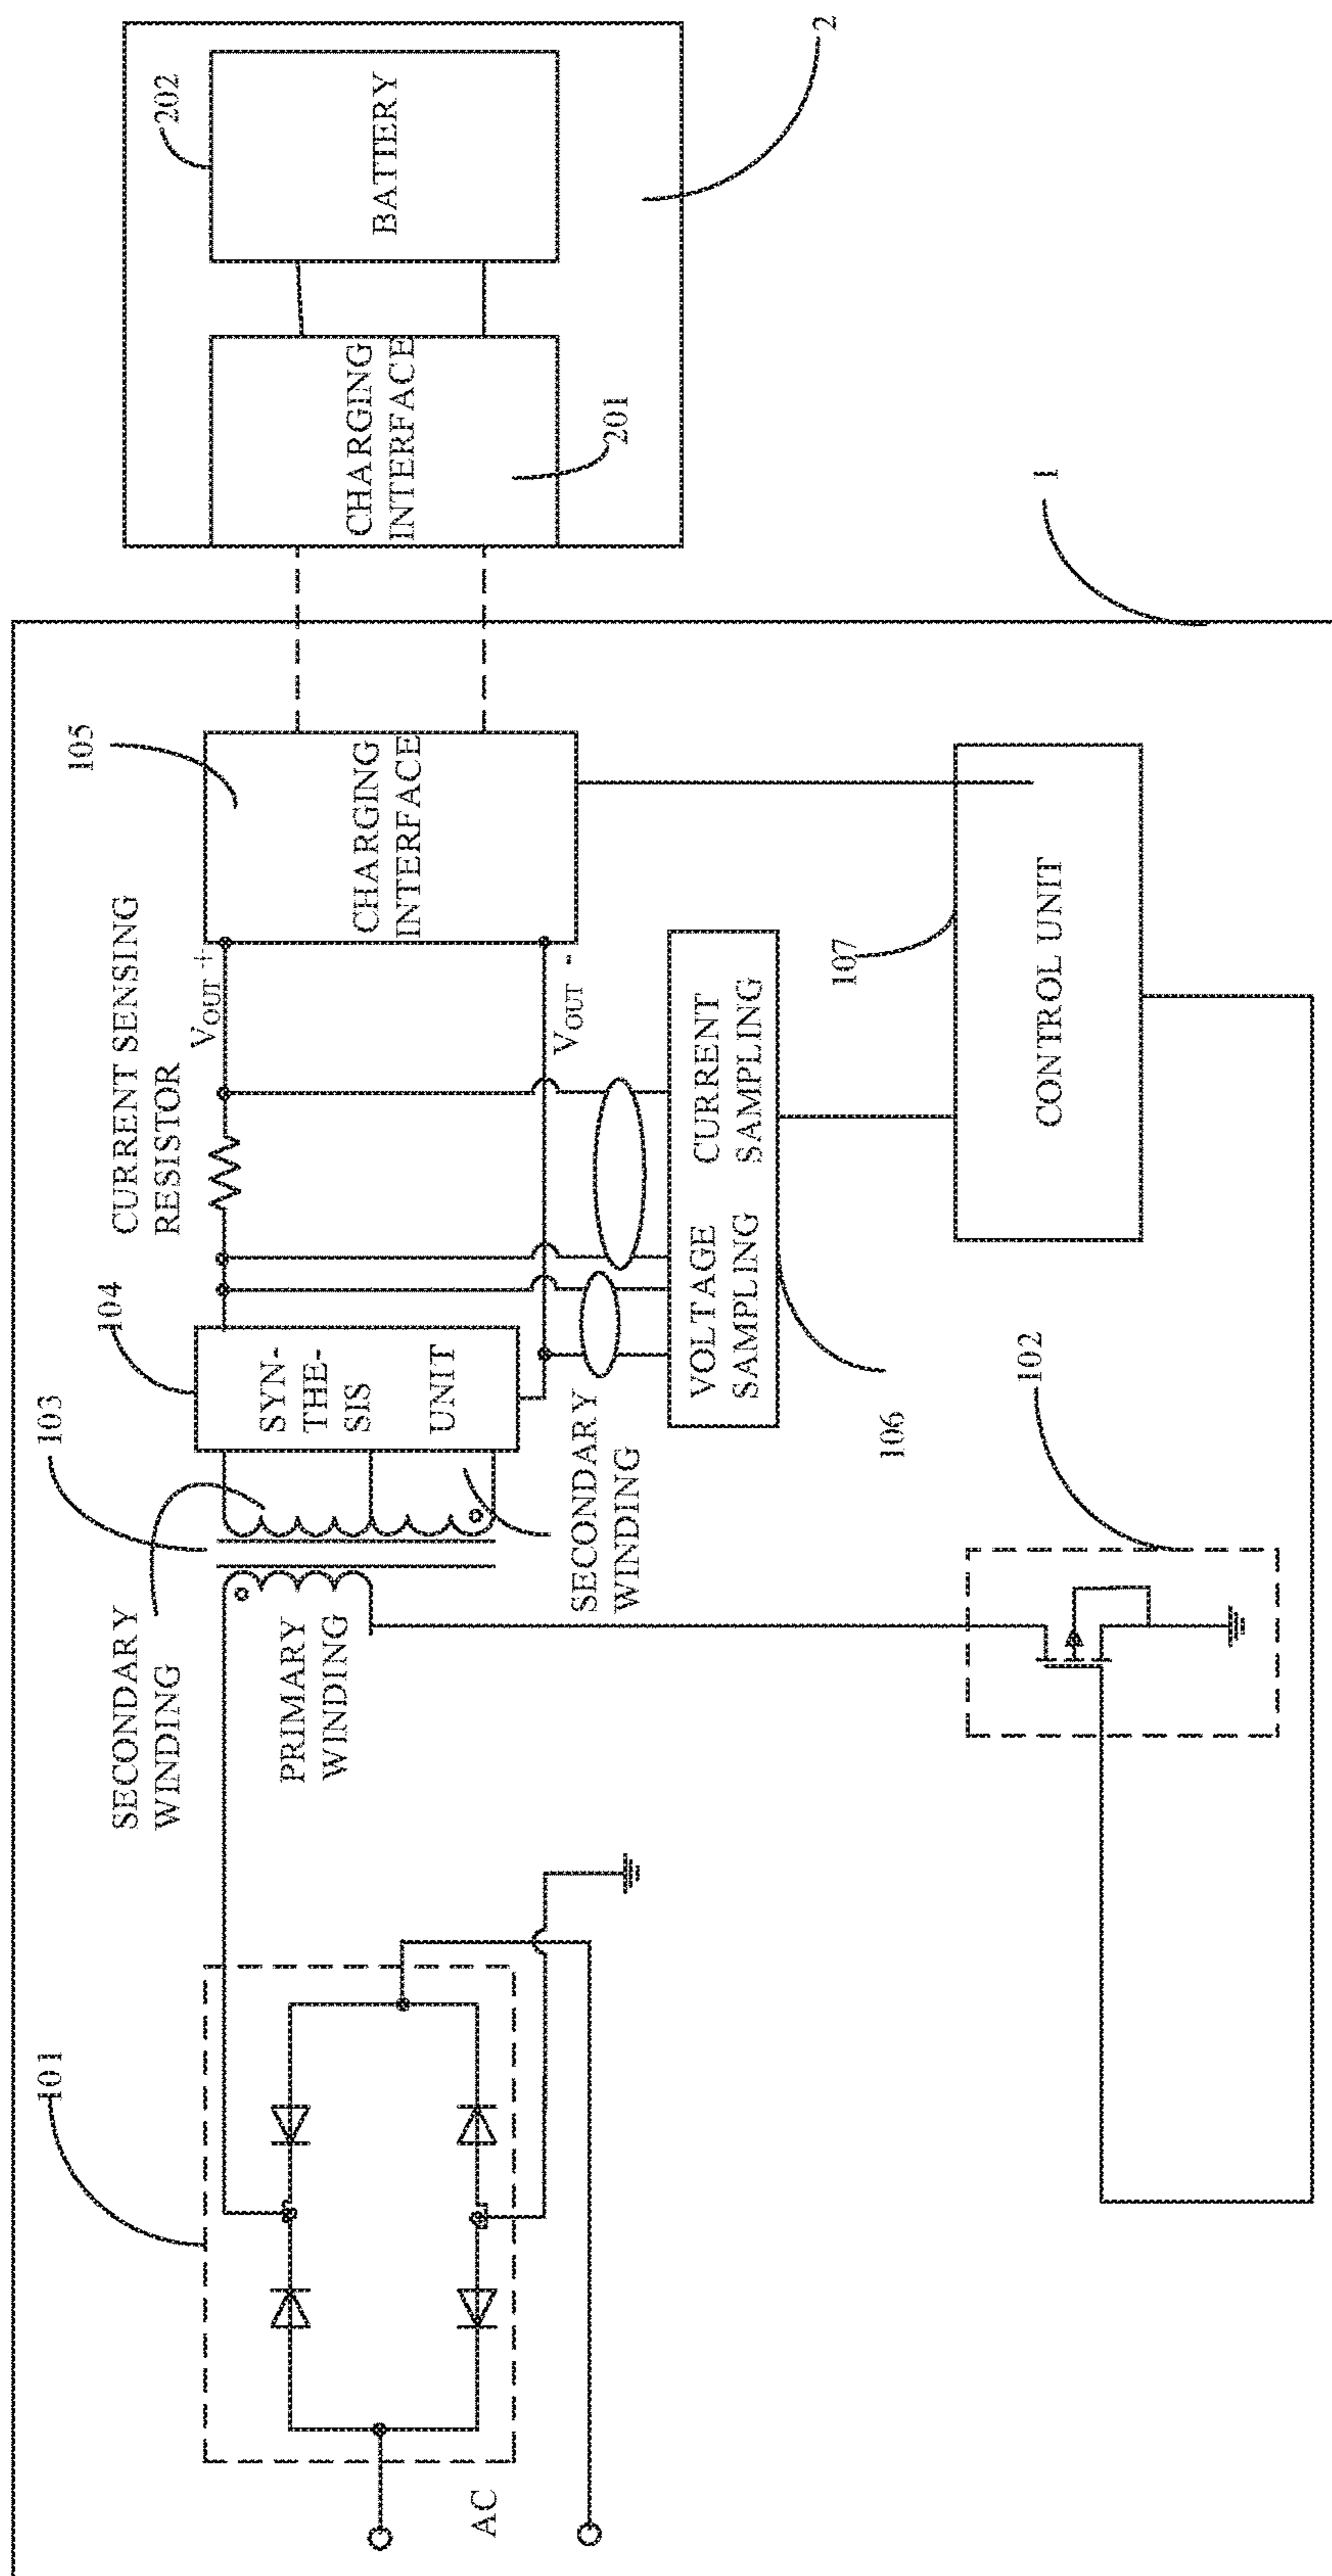 101
AC
SECONDARY
WINDING
PRIMARY
WINDING
103
104
SYN-
THE-
SIS
UNIT
SECONDARY
WINDING
CURRENT SENSING
RESISTOR
VOUT +
VOUT -
105
CHARGING
INTERFACE
VOLTAGE
SAMPLING
CURRENT
SAMPLING
106
107
CONTROL UNIT
102
1
CHARGING
INTERFACE
201
202
BATTERY
2